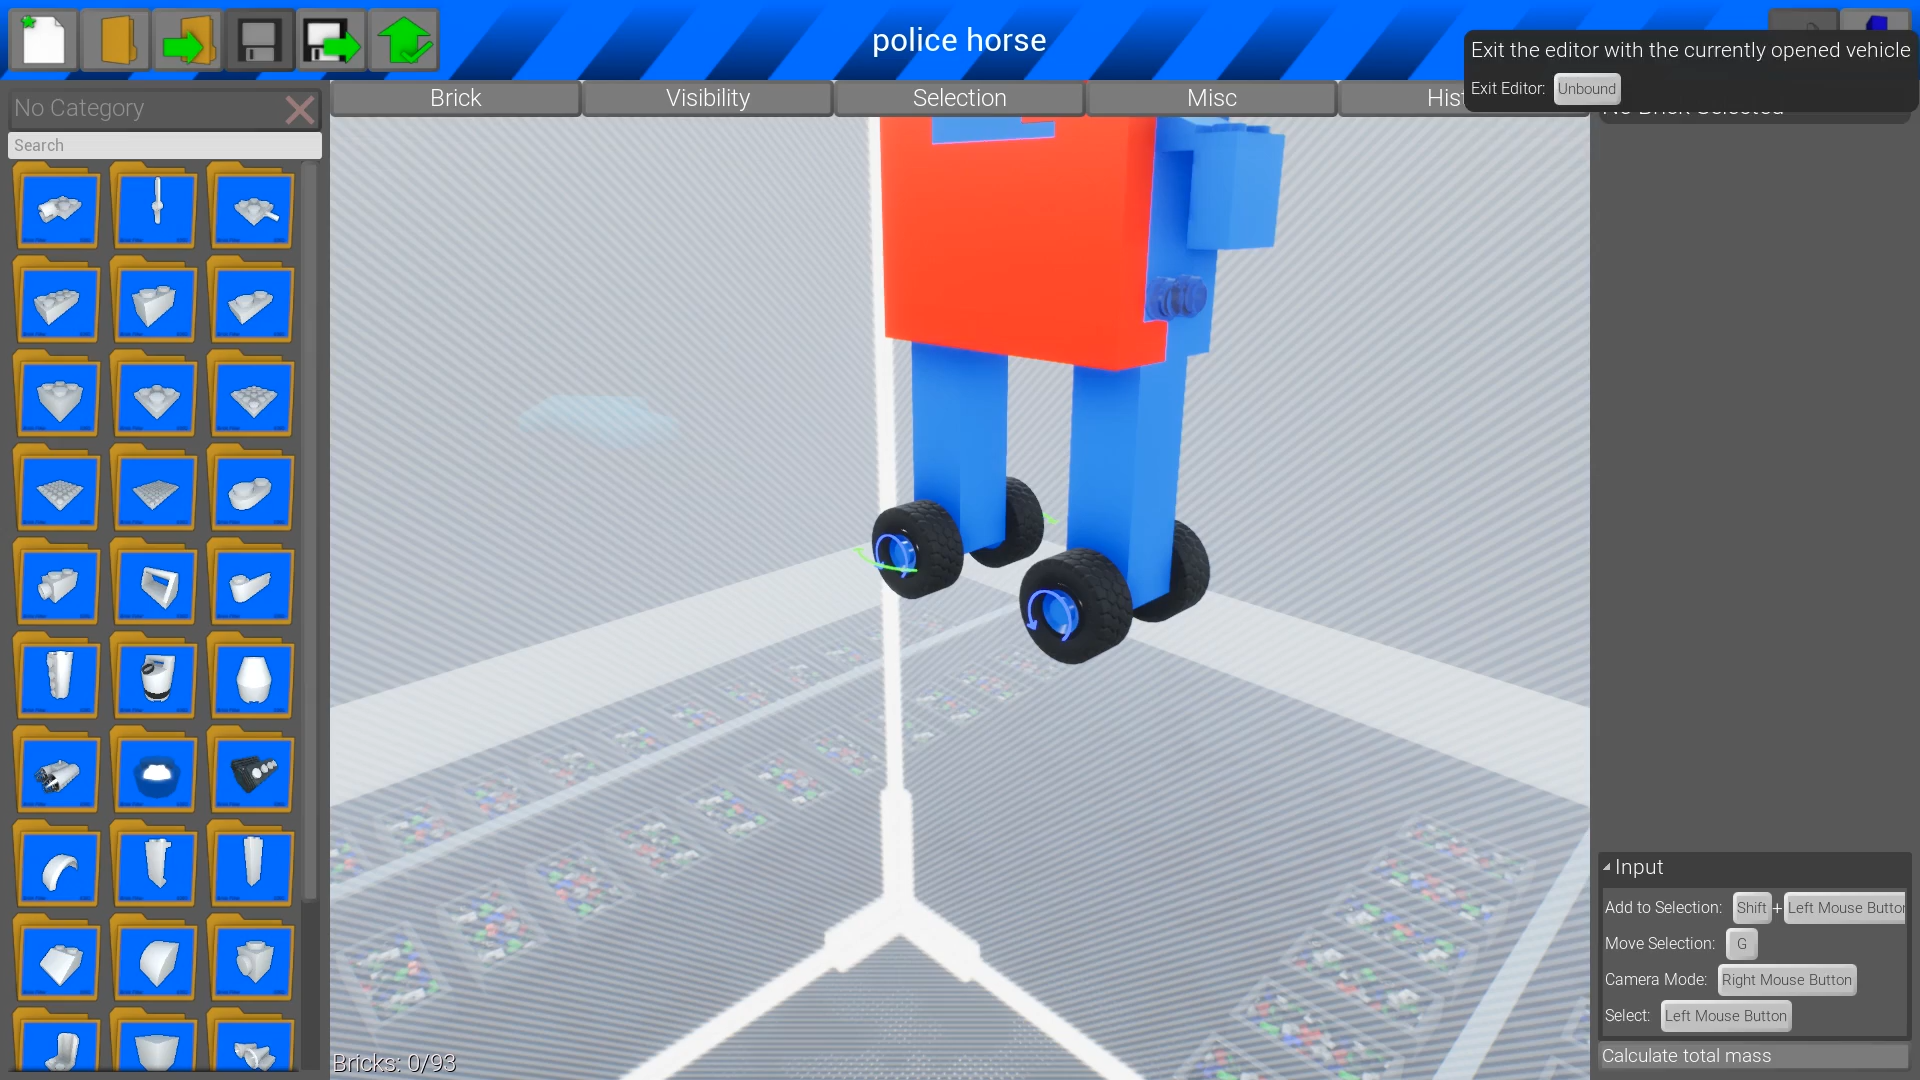 police horse
Exit the editor with the currently opened vehicle
Exit Editor: Unbound
No Category
Brick
Visibility
Selection
Misc
Search
Input
Add to Selection: Shift + Left Mouse
Move Selection: G
Camera Mode: Right Mouse Button
Select: Left Mouse Button
Calculate total mass
Bricks: 0/93